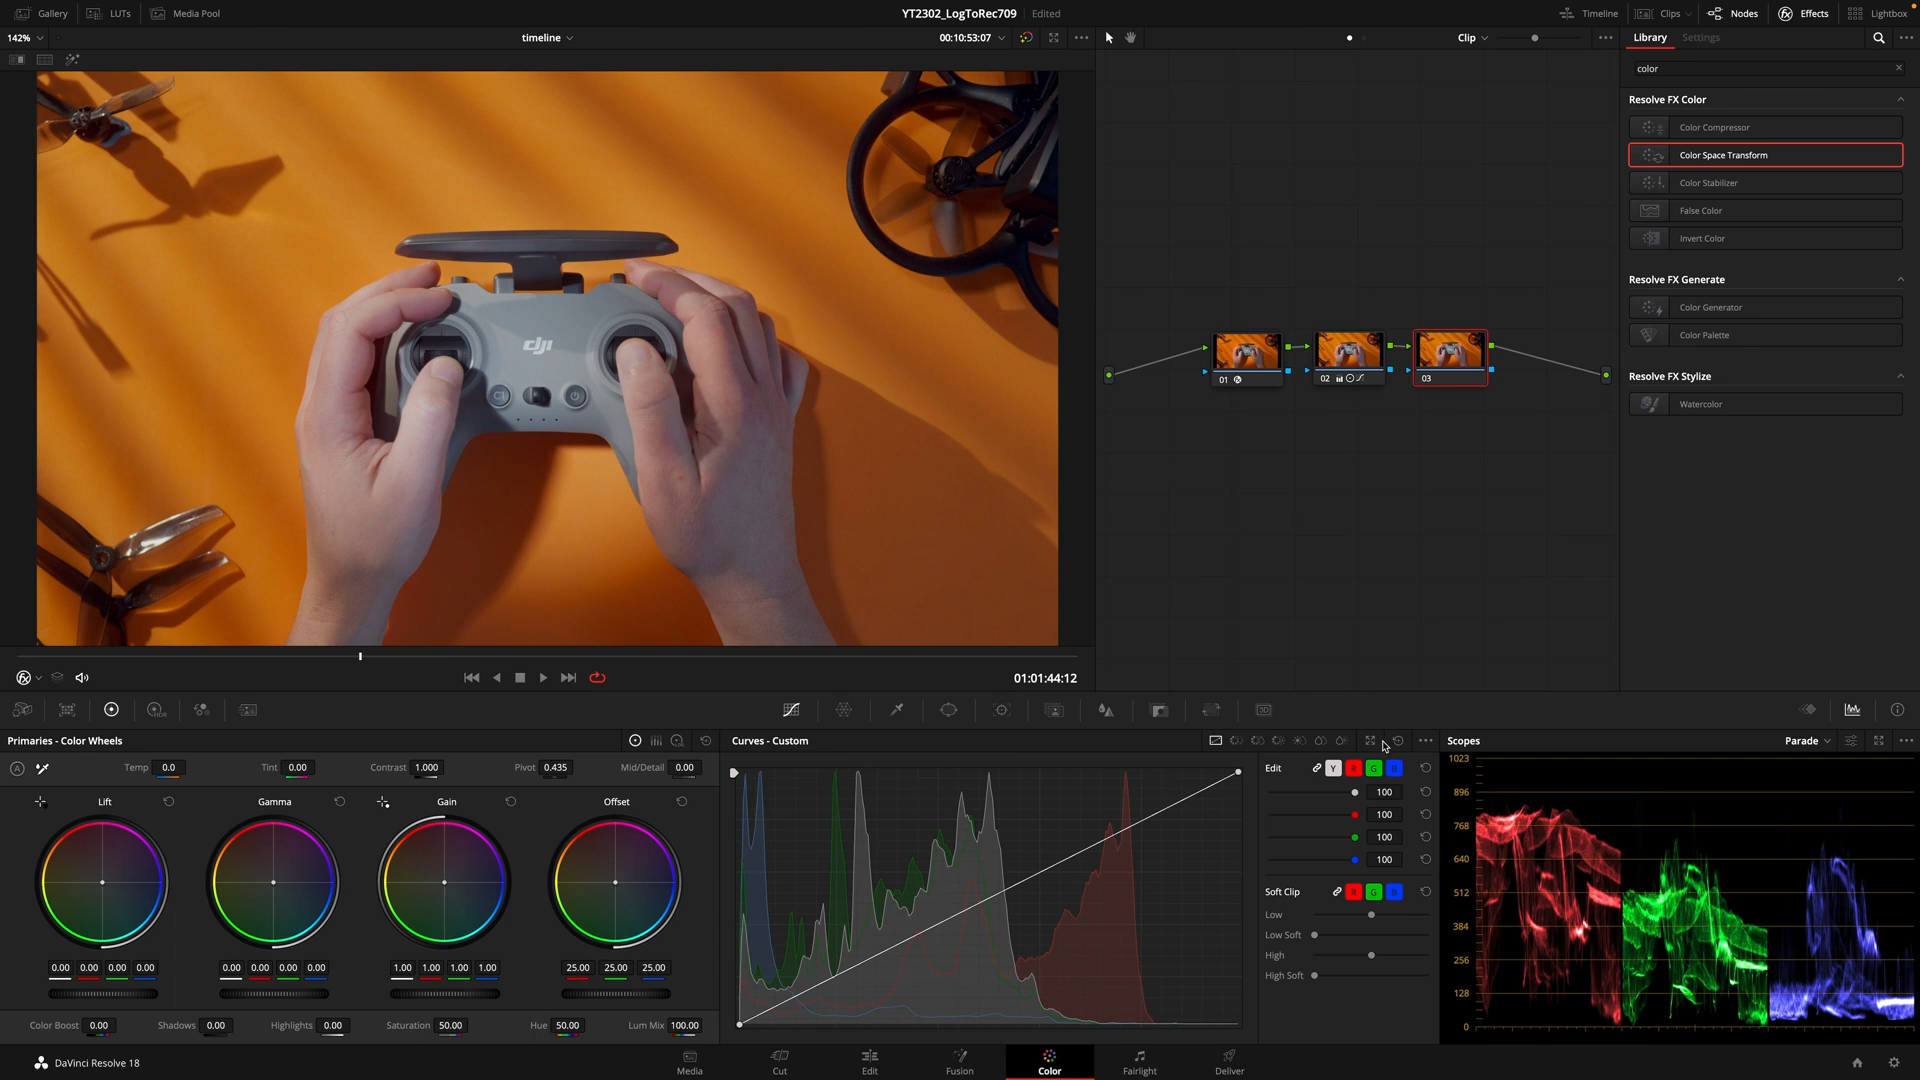 Gallery LUTs Media Pool YT2302_LogToRec709 Edited Timeline Clips Nodes Effects Lightbox
142% timeline 00:10:53:07 Clip Library Settings
color
Resolve FX Color
Color Compressor
Color Space Transform
Color Stabilizer
False Color
Invert Color
Resolve FX Generate
Color Generator
Color Palette
Resolve FX Stylize
Watercolor
dji
01 02 03
01:01:44:12
Primaries - Color Wheels Curves - Custom Scopes Parade
Temp 0.0 Tint 0.00 Contrast 1.000 Pivot 0.435 Mid/Detail 0.00
Lift Gamma Gain Offset
0.00 0.00 0.00 0.00 0.00 0.00 0.00 0.00 1.00 1.00 1.00 1.00 25.00 25.00 25.00
Color Boost 0.00 Shadows 0.00 Highlights 0.00 Saturation 50.00 Hue 50.00 Lum Mix 100.00
Edit Y R G B
100
100
100
100
Soft Clip R G B
Low
Low Soft
High
High Soft
1023
896
768
640
512
384
256
128
0
DaVinci Resolve 18 Media Cut Edit Fusion Color Fairlight Deliver